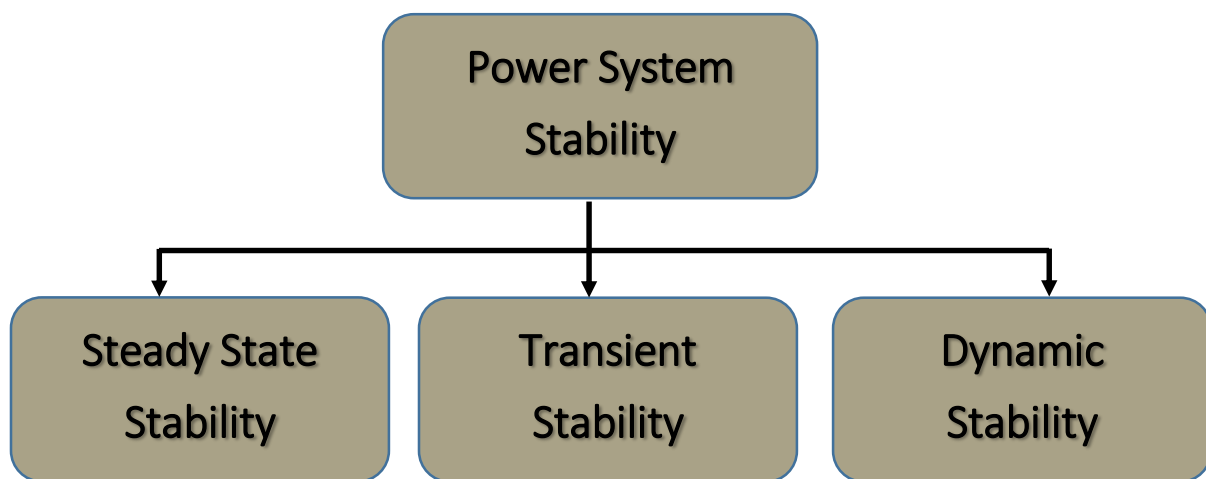 Power System
Stability
Steady State
Stability
Transient
Stability
Dynamic
Stability